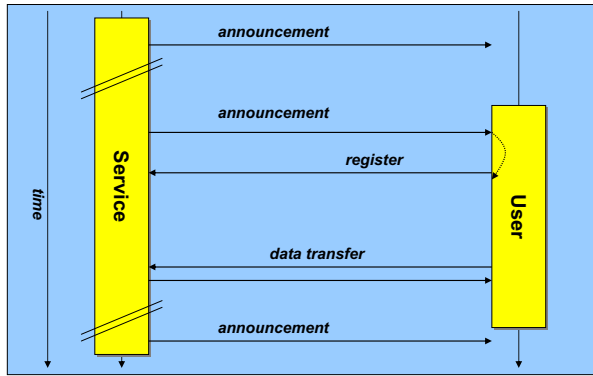 announcement
announcement
register
Service
User
time
data transfer
announcement